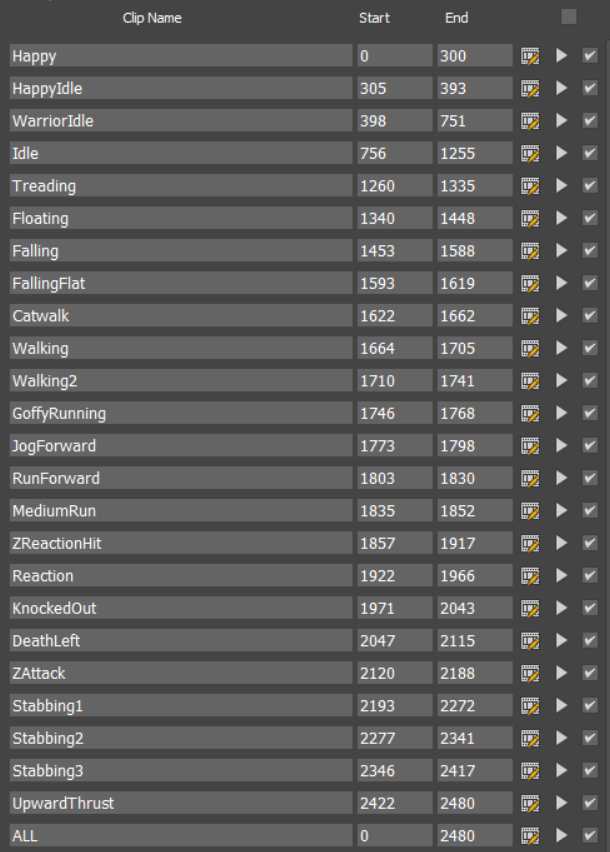 Clip Name Start End
Happy 0 300
HappyIdle 305 393
WarriorIdle 398 751
Idle 756 1255
Treading 1260 1335
Floating 1340 1448
Falling 1453 1588
FallingFlat 1593 1619
Catwalk 1622 1662
Walking 1664 1705
Walking2 1710 1741
GoffyRunning 1746 1768
JogForward 1773 1798
RunForward 1803 1830
MediumRun 1835 1852
ZReactionHit 1857 1917
Reaction 1922 1966
KnockedOut 1971 2043
DeathLeft 2047 2115
ZAttack 2120 2188
Stabbing1 2193 2272
Stabbing2 2277 2341
Stabbing3 2346 2417
UpwardThrust 2422 2480
ALL 0 2480